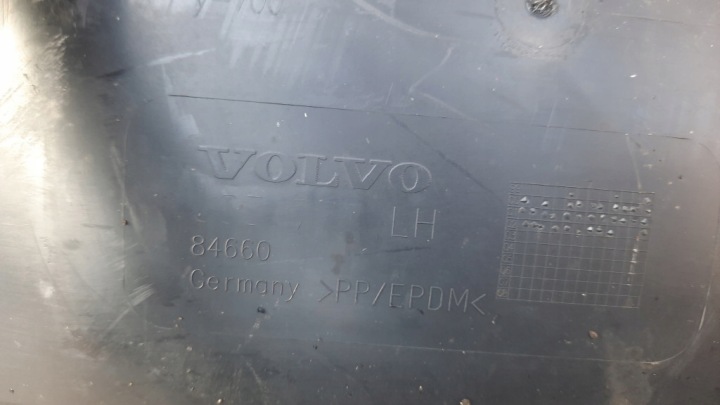 VOLVO
LH
84660
Germany >PP/EPDM<